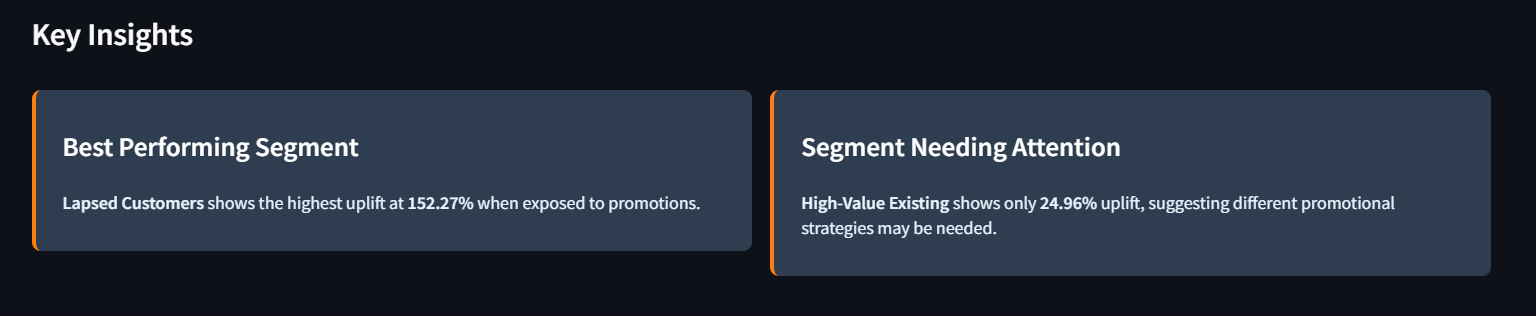 Key Insights
Best Performing Segment
Lapsed Customers shows the highest uplift at 152.27% when exposed to promotions.
Segment Needing Attention
High-Value Existing shows only 24.96% uplift, suggesting different promotional
strategies may be needed.